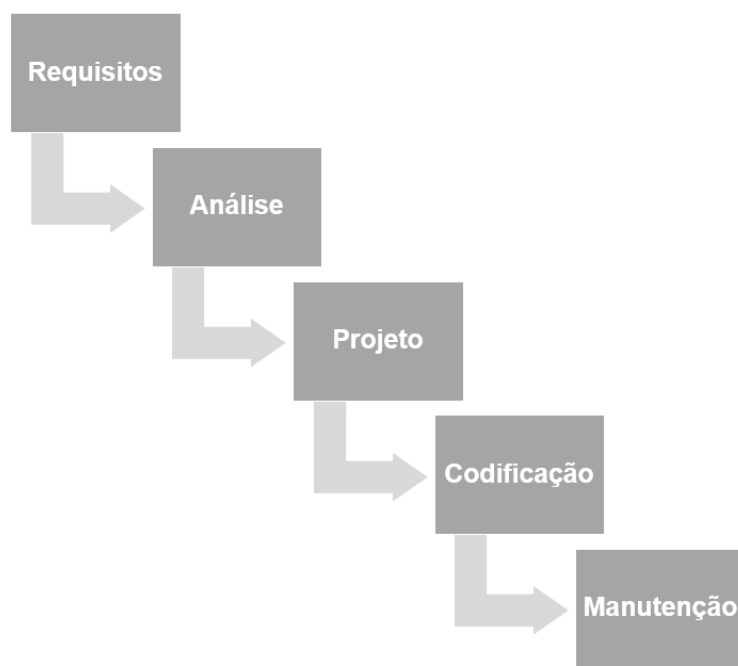 Requisitos
Análise
Projeto
Codificação
Manutenção